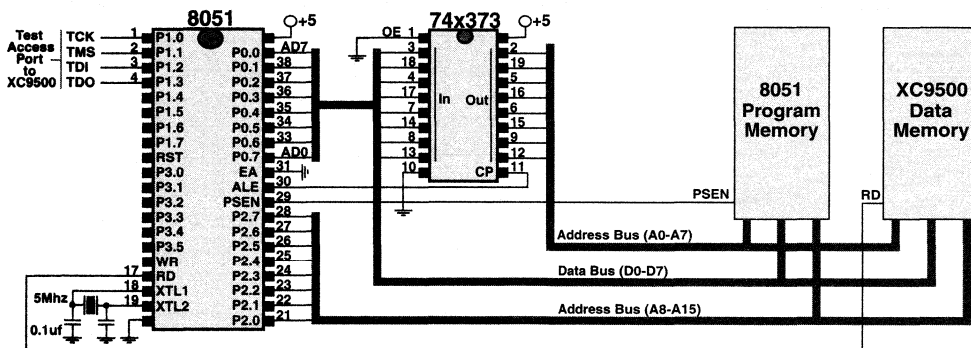 8051
74x373
+5
+5
Test
Access
Port
to
XC9500
TCK
TMS
TDI
TDO
1
2
3
4
P1.0
P1.1
P1.2
P1.3
P1.4
P1.5
P1.6
P1.7
RST
P3.0
P3.1
P3.2
P3.3
P3.4
P3.5
WR
17 RD
18 XTL1
19 XTL2
5Mhz
0.1uf
P0.0 AD7
P0.1 38
P0.2 37
P0.3 36
P0.4 35
P0.5 34
P0.6 33
P0.7 AD0
EA 31
ALE 30
PSEN 29
P2.7 28
P2.6 27
P2.5 26
P2.4 25
P2.3 24
P2.2 23
P2.1 22
P2.0 21
OE 1
3
18
4
17
7
14
8
13
10
In Out
CP
2
19
5
16
6
15
9
12
11
8051
Program
Memory
PSEN
XC9500
Data
Memory
RD
Address Bus (A0-A7)
Data Bus (D0-D7)
Address Bus (A8-A15)